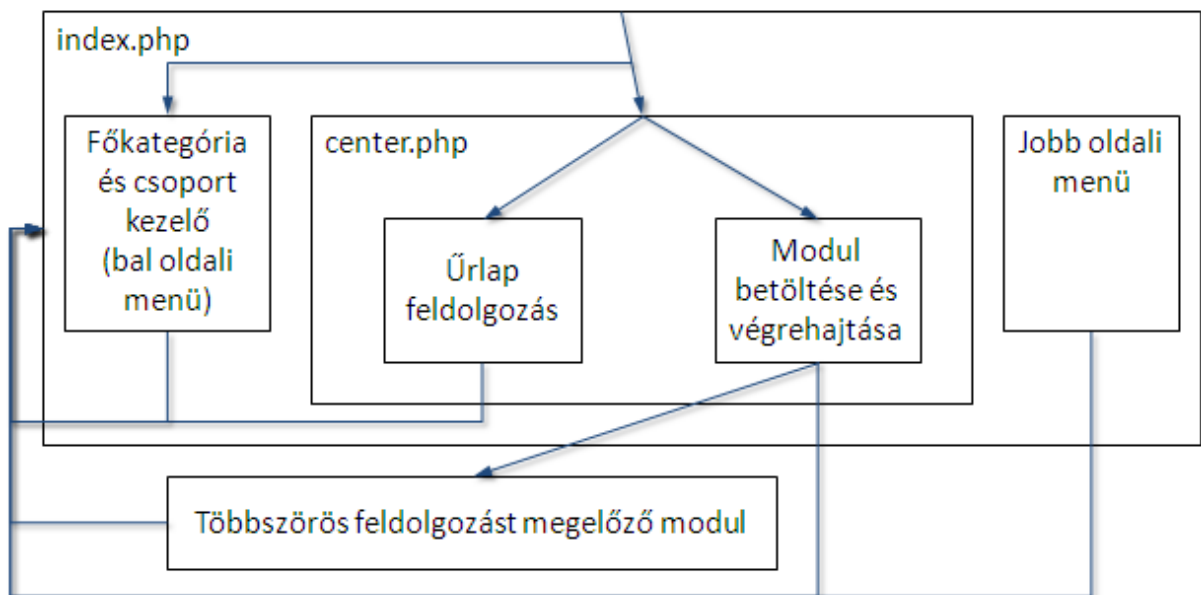 index.php
Főkategória
és csoport
kezelő
(bal oldali
menü)
center.php
Űrlap
feldolgozás
Modul
betöltése és
végrehajtása
Jobb oldali
menü
Többszörös feldolgozást megelőző modul